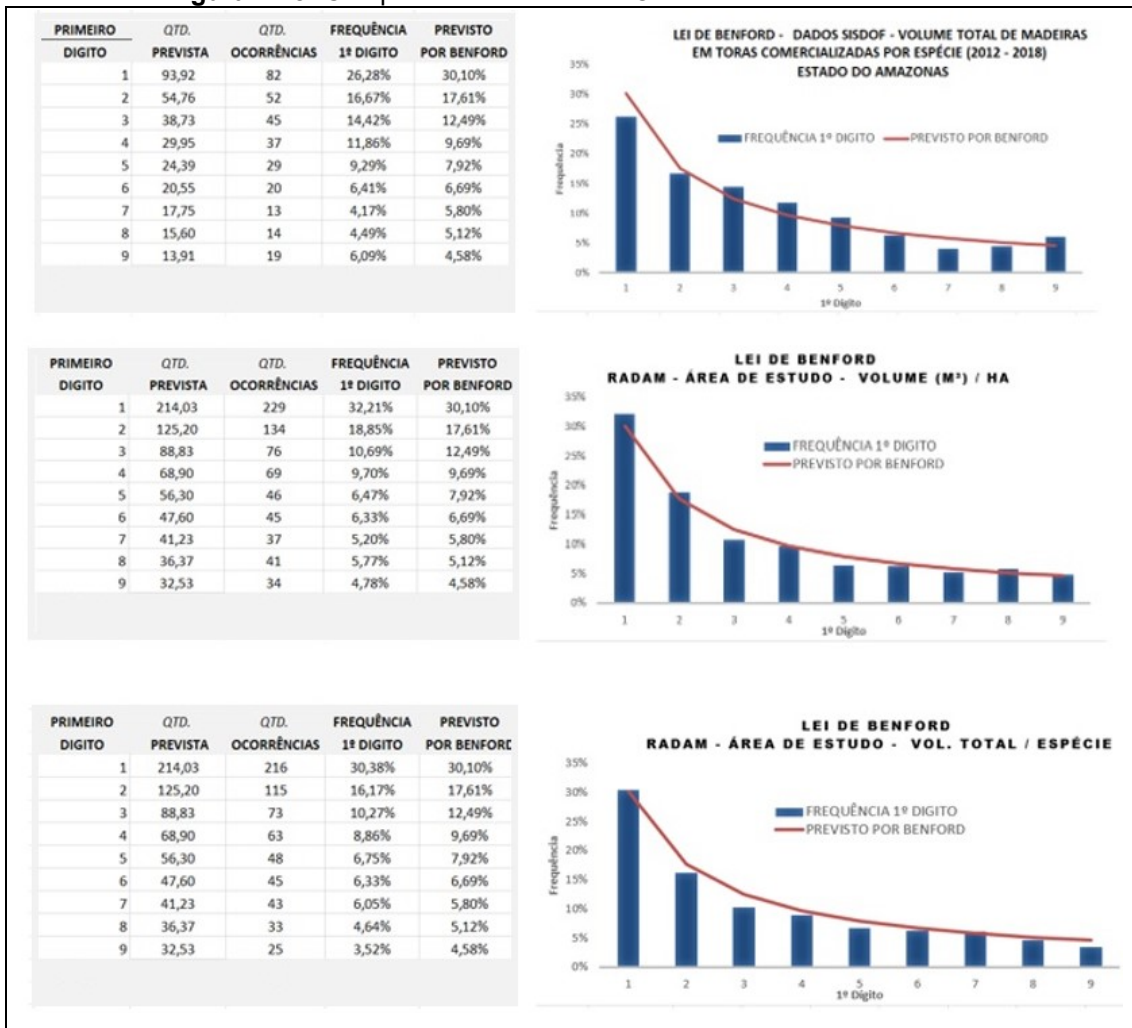 PRIMEIRO QTD. QTD. FREQUÊNCIA PREVISTO
DIGITO PREVISTA OCORRÊNCIAS 1º DIGITO POR BENFORD
1 93,92 82 26,28% 30,10%
2 54,76 52 16,67% 17,61%
3 38,73 45 14,42% 12,49%
4 29,95 37 11,86% 9,69%
5 24,39 29 9,29% 7,92%
6 20,55 20 6,41% 6,69%
7 17,75 13 4,17% 5,80%
8 15,60 14 4,49% 5,12%
9 13,91 19 6,09% 4,58%
LEI DE BENFORD - DADOS SISDOF - VOLUME TOTAL DE MADEIRAS
EM TORAS COMERCIALIZADAS POR ESPÉCIE (2012 - 2018)
ESTADO DO AMAZONAS
35%
30%
25%
20%
15%
10%
5%
0%
Frequência
FREQUÊNCIA 1º DIGITO PREVISTO POR BENFORD
1 2 3 4 5 6 7 8 9
1º Digito
PRIMEIRO QTD. QTD. FREQUÊNCIA PREVISTO
DIGITO PREVISTA OCORRÊNCIAS 1º DIGITO POR BENFORD
1 214,03 229 32,21% 30,10%
2 125,20 134 18,85% 17,61%
3 88,83 76 10,69% 12,49%
4 68,90 69 9,70% 9,69%
5 56,30 46 6,47% 7,92%
6 47,60 45 6,33% 6,69%
7 41,23 37 5,20% 5,80%
8 36,37 41 5,77% 5,12%
9 32,53 34 4,78% 4,58%
LEI DE BENFORD
RADAM - ÁREA DE ESTUDO - VOLUME (M³) / HA
35%
30%
25%
20%
15%
10%
5%
0%
Frequência
FREQUÊNCIA 1º DIGITO
PREVISTO POR BENFORD
1 2 3 4 5 6 7 8 9
1º Digito
PRIMEIRO QTD. QTD. FREQUÊNCIA PREVISTO
DIGITO PREVISTA OCORRÊNCIAS 1º DIGITO POR BENFORD
1 214,03 216 30,38% 30,10%
2 125,20 115 16,17% 17,61%
3 88,83 73 10,27% 12,49%
4 68,90 63 8,86% 9,69%
5 56,30 48 6,75% 7,92%
6 47,60 45 6,33% 6,69%
7 41,23 43 6,05% 5,80%
8 36,37 33 4,64% 5,12%
9 32,53 25 3,52% 4,58%
LEI DE BENFORD
RADAM - ÁREA DE ESTUDO - VOL. TOTAL / ESPÉCIE
35%
30%
25%
20%
15%
10%
5%
0%
Frequência
FREQUÊNCIA 1º DIGITO
PREVISTO POR BENFORD
1 2 3 4 5 6 7 8 9
1º Digito